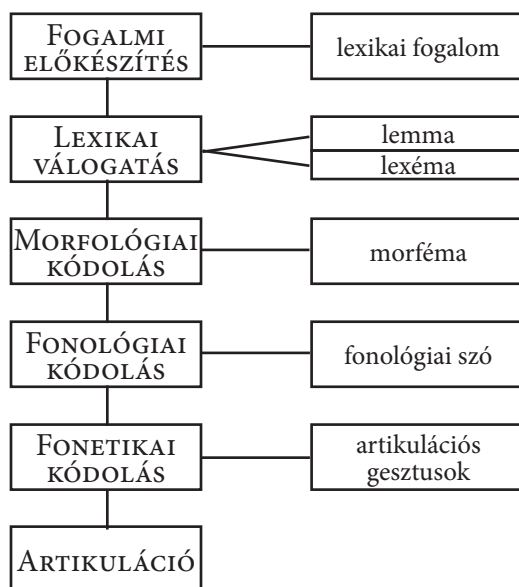 FOGALMI
ELŐKÉSZÍTÉS
lexikai fogalom
LEXIKAI
VÁLOGATÁS
lemma
lexéma
MORFOLÓGIAI
KÓDOLÁS
morféma
FONOLÓGIAI
KÓDOLÁS
fonológiai szó
FONETIKAI
KÓDOLÁS
artikulációs
gesztusok
ARTIKULÁCIÓ